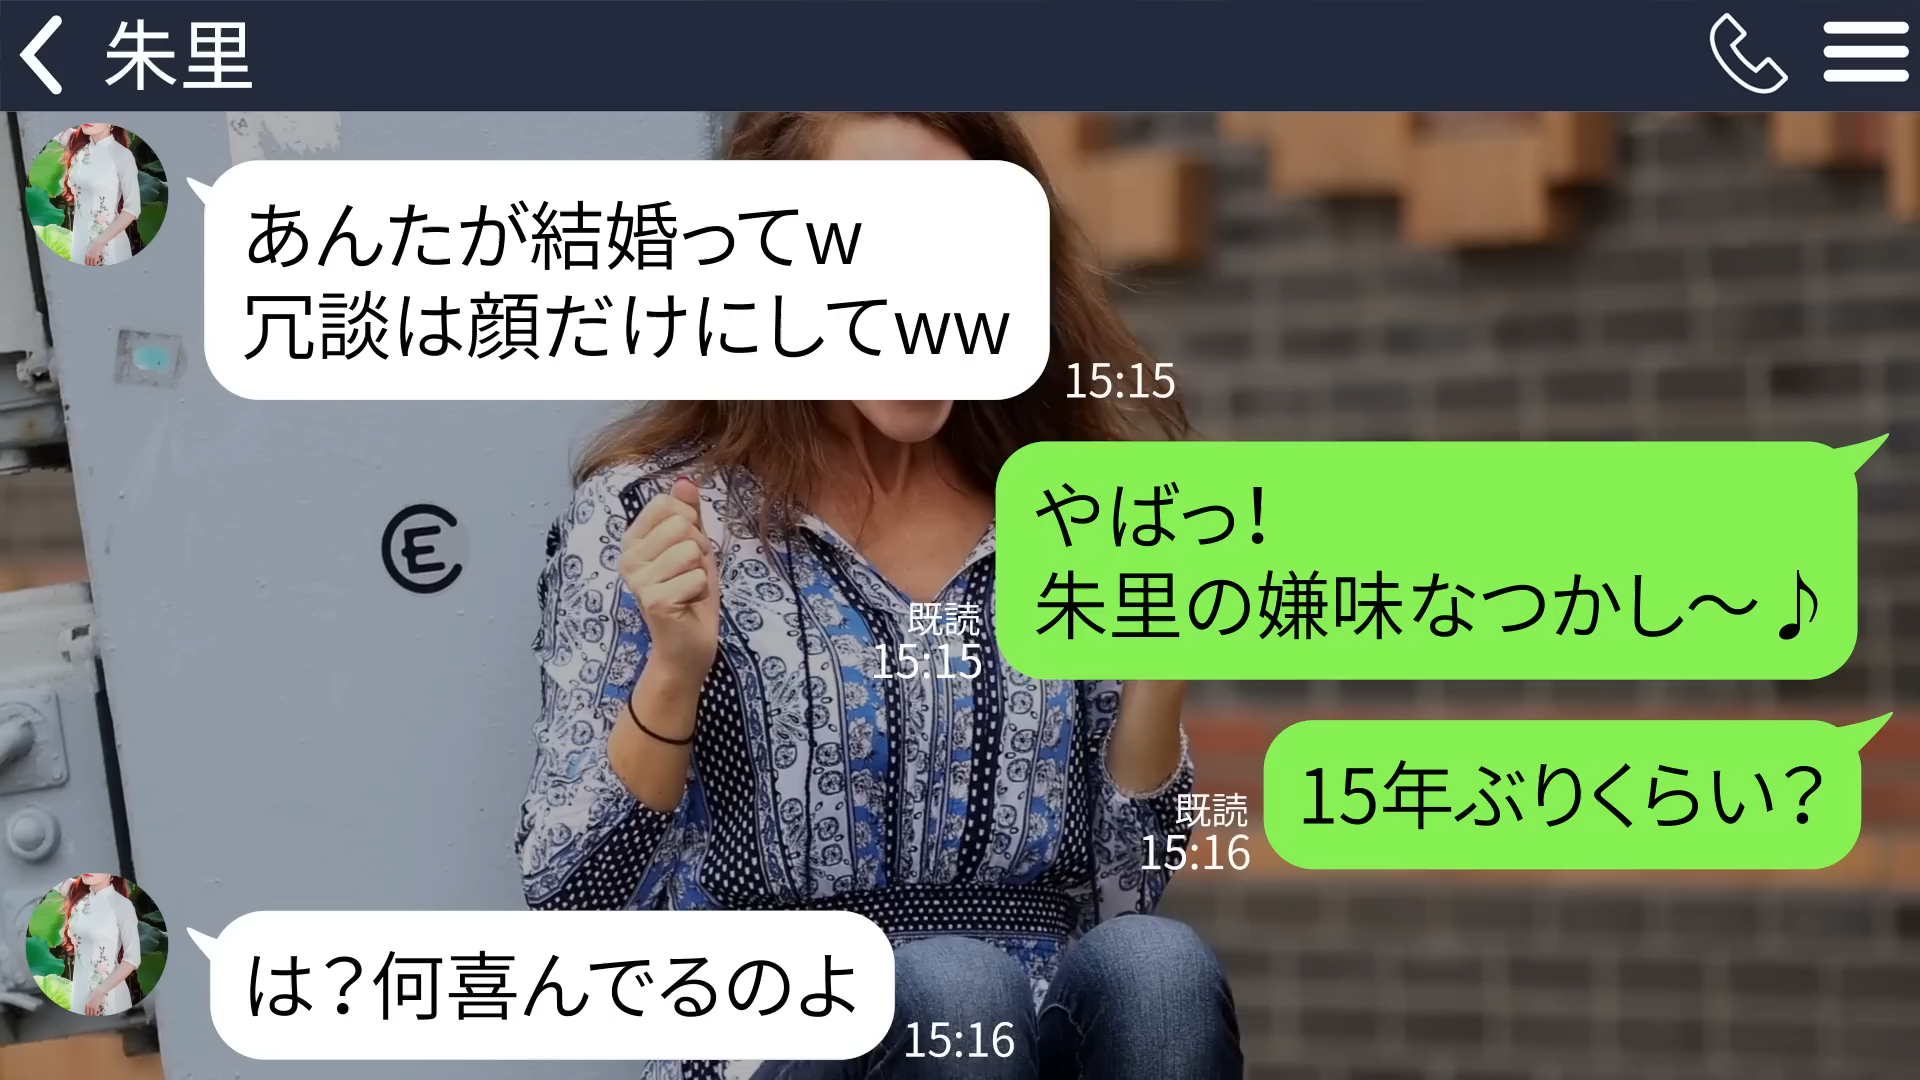 朱里
あんたが結婚ってw
冗談は顔だけにしてww
15:15
やばっ！
朱里の嫌味なつかし～♪
既読
15:15
15年ぶりくらい？
既読
15:16
は？何喜んでるのよ
15:16
E